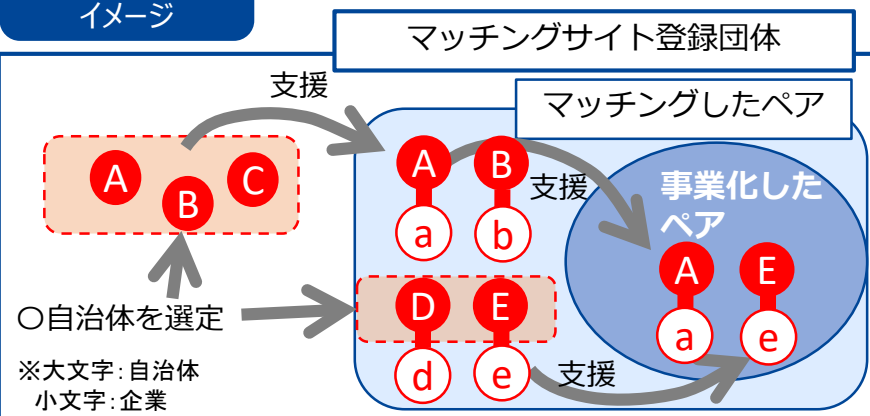 イメージ
マッチングサイト登録団体
マッチングしたペア
支援
A
B
C
A
B
a
b
支援
事業化した
ペア
A
E
a
e
〇自治体を選定
D
E
d
e
支援
※大文字：自治体
小文字：企業